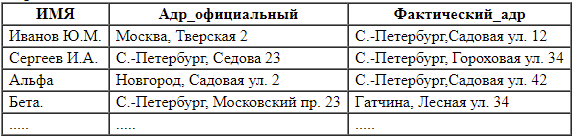 ИМЯ Адр_официальный Фактический_адр
Иванов Ю.М. Москва, Тверская 2 С.-Петербург,Садовая ул. 12
Сергеев И.А. С.-Петербург, Седова 23 С.-Петербург, Гороховая ул. 34
Альфа Новгород, Садовая ул. 2 С.-Петербург,Садовая ул. 42
Бета. С.-Петербург, Московский пр. 23 Гатчина, Лесная ул. 34
..... ..... .....